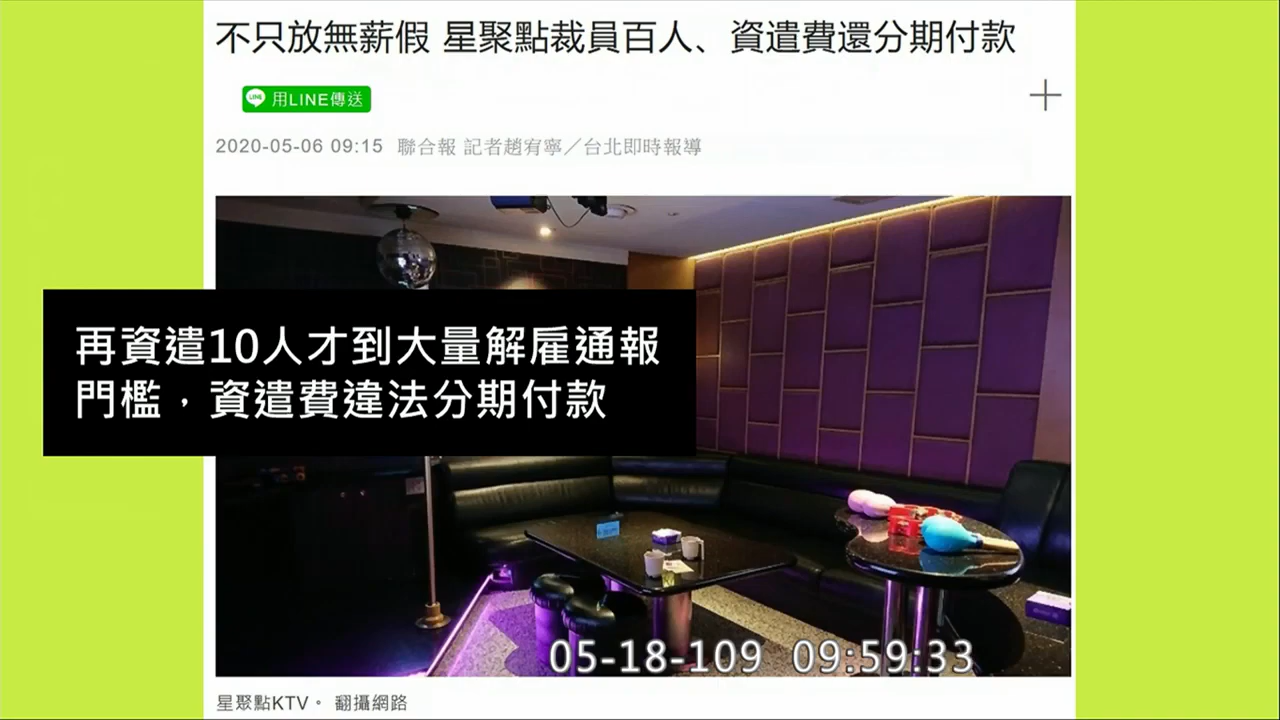 不只放無薪假 星聚點裁員百人、資遣費還分期付款
用LINE傳送
2020-05-06 09:15 聯合報 記者趙宥寧／台北即時報導
再資遣10人才到大量解雇通報
門檻，資遣費違法分期付款
05-18-109 09:59:33
星聚點KTV。 翻攝網路